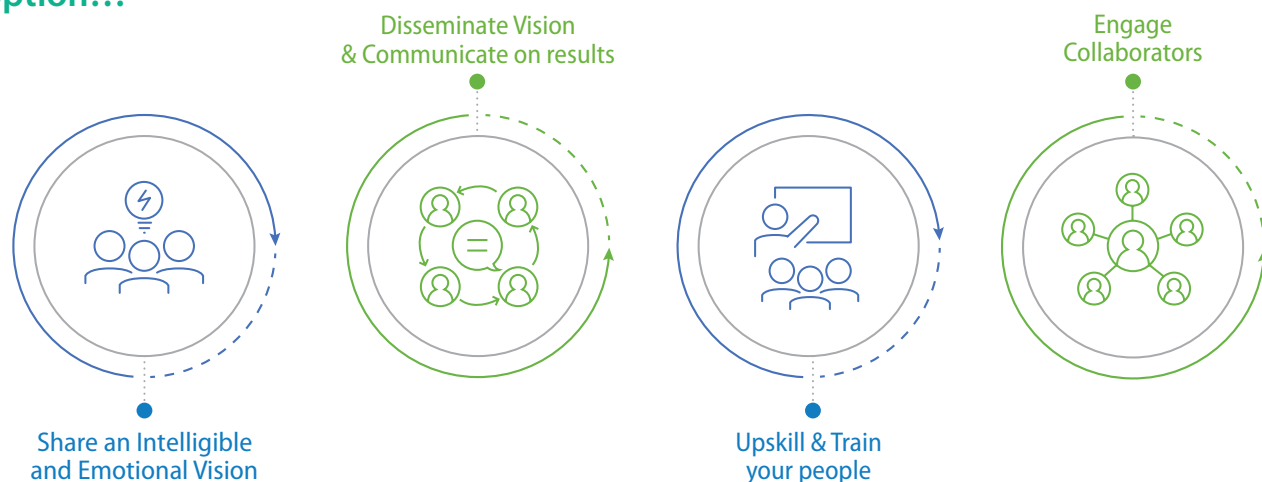 Disseminate Vision
& Communicate on results
Engage
Collaborators
Share an Intelligible
and Emotional Vision
Upskill & Train
your people